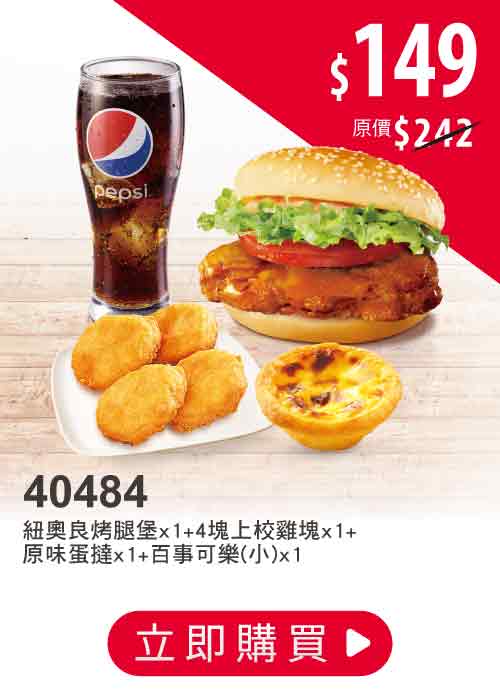 $149
原價$242
pepsi
40484
紐奧良烤腿堡x1+4塊上校雞塊x1+
原味蛋撻x1+百事可樂(小)x1
立即購買